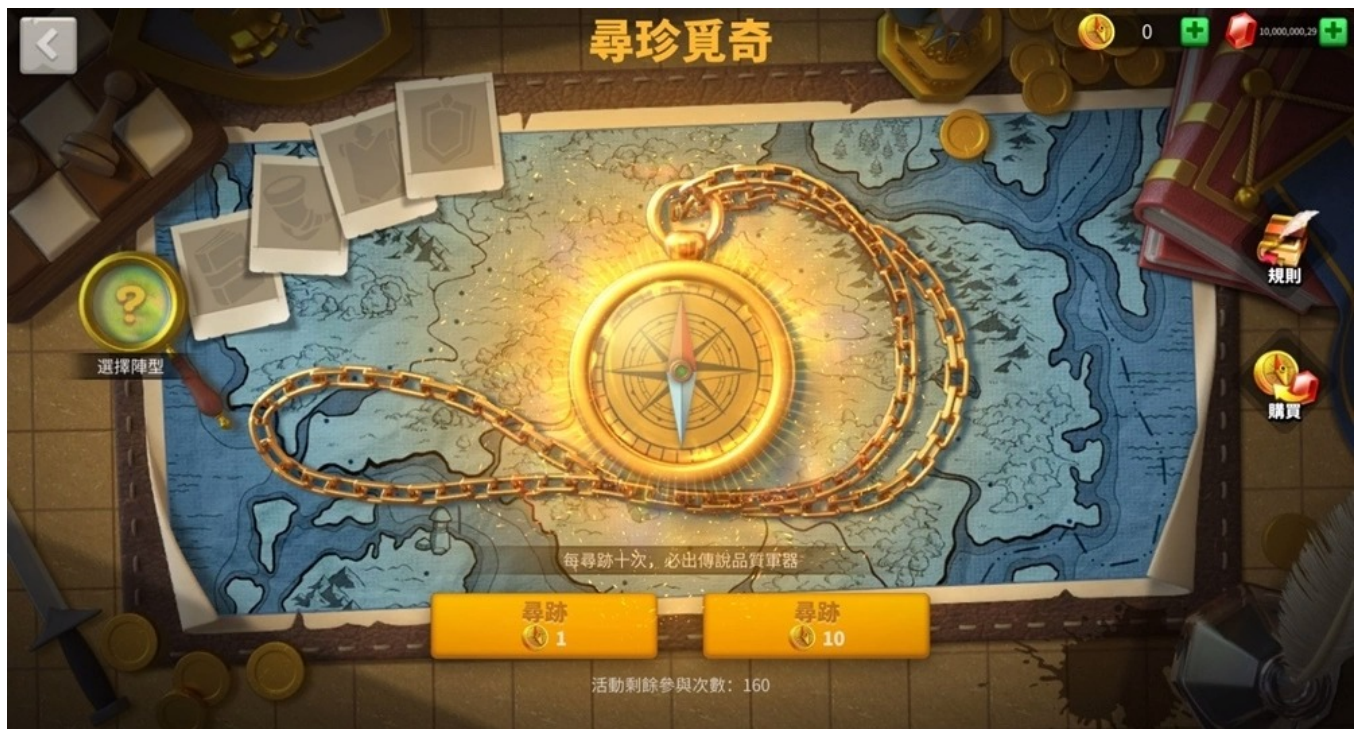 尋珍覓奇
0
10,000,000,29
規則
選擇陣型
購買
每尋跡十次，必出傳說品質軍器
尋跡
1
尋跡
10
活動剩餘參與次數：160